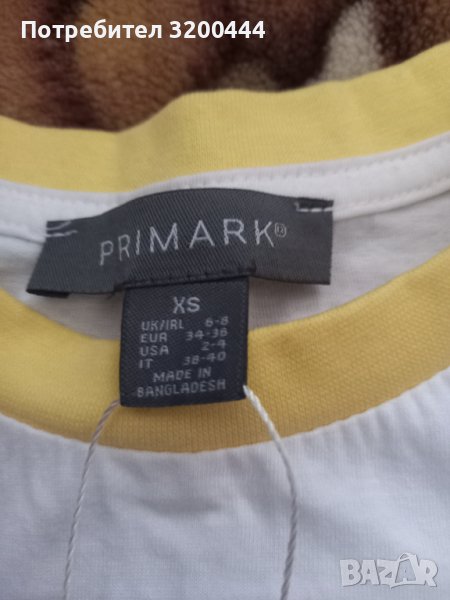 Потребител 3200444
PRIMARK®
XS
UK/IRL 6-8
EUR 34-36
USA 2-4
IT 38-40
MADE IN
BANGLADESH
BAZAR